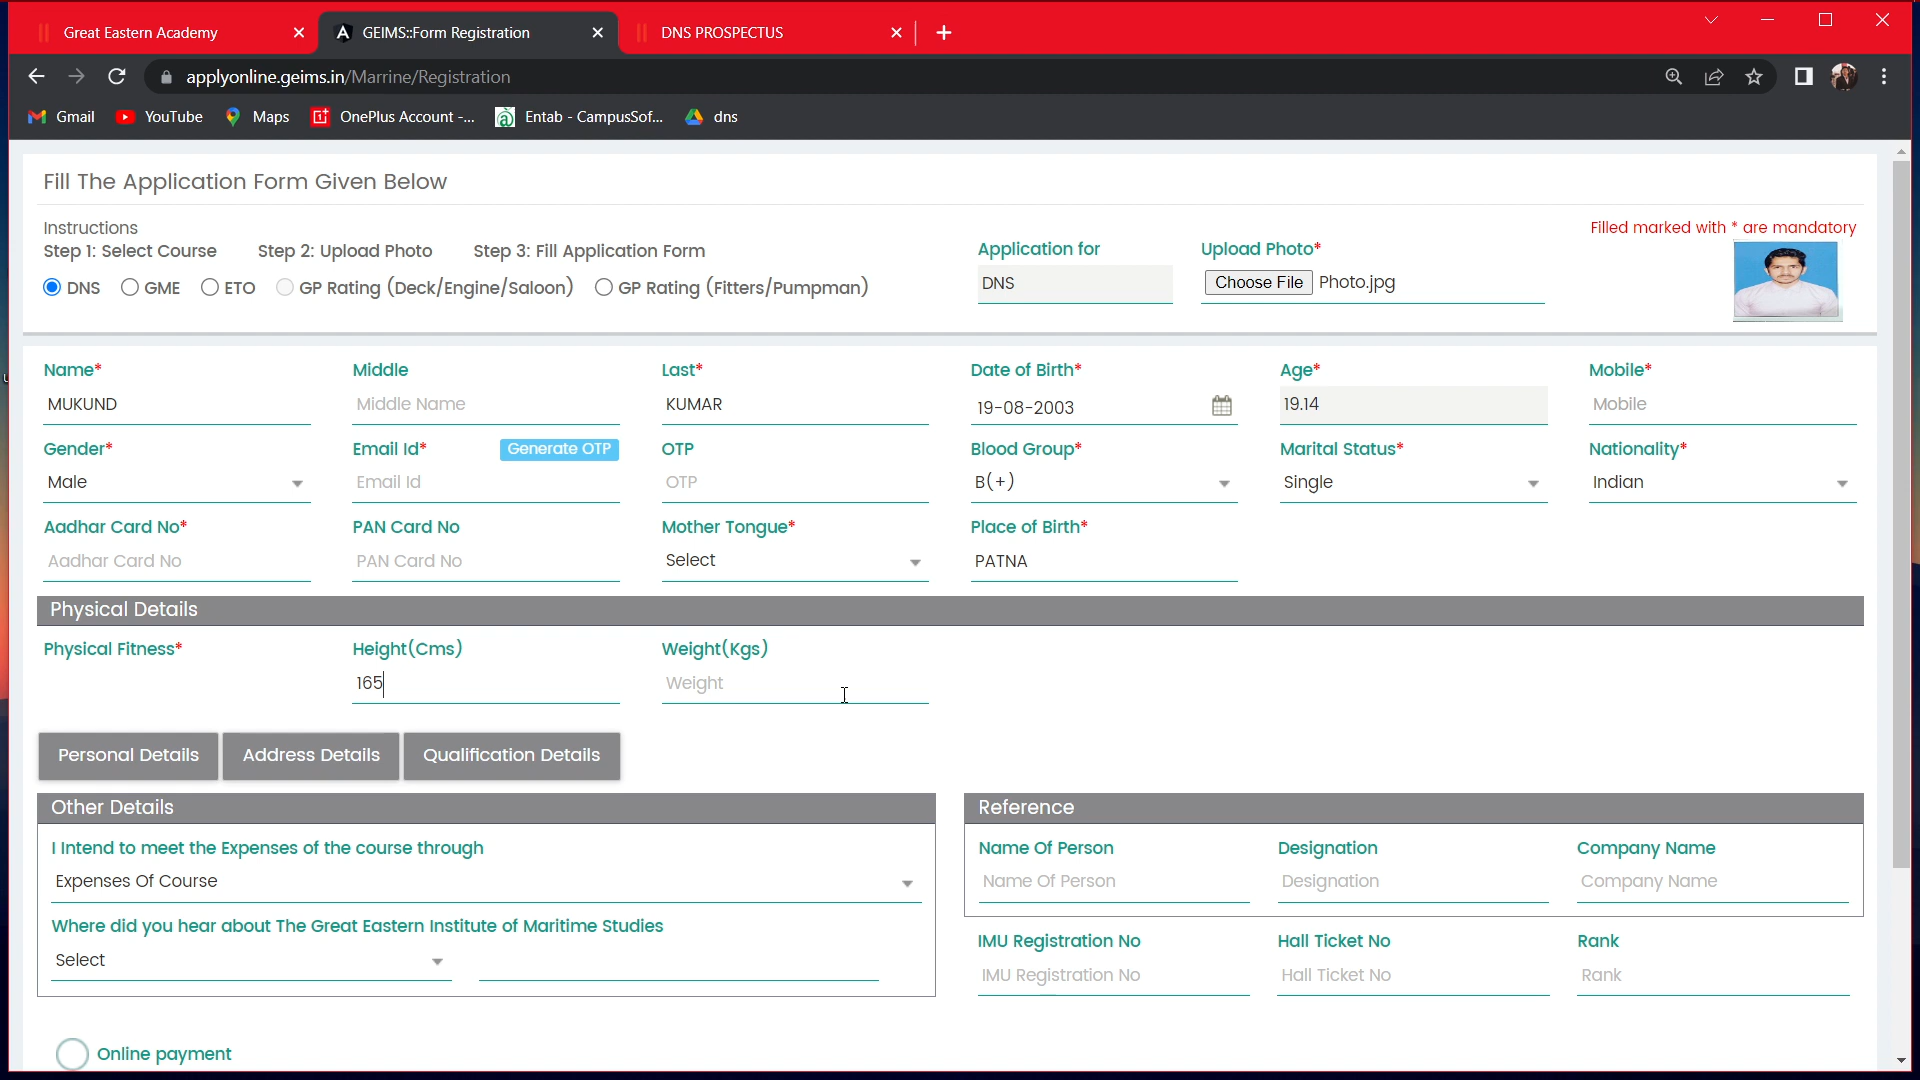 Great Eastern Academy
GEIMS::Form Registration
DNS PROSPECTUS
applyonline.geims.in/Marrine/Registration
Gmail
YouTube
Maps
OnePlus Account -...
Entab - CampusSof...
dns
Fill The Application Form Given Below
Instructions
Filled marked with * are mandatory
Step 1: Select Course
Step 2: Upload Photo
Step 3: Fill Application Form
Application for
Upload Photo*
DNS
GME
ETO
GP Rating (Deck/Engine/Saloon)
GP Rating (Fitters/Pumpman)
DNS
Choose File
Photo.jpg
Name*
Middle
Last*
Date of Birth*
Age*
Mobile*
MUKUND
Middle Name
KUMAR
19-08-2003
19.14
Mobile
Gender*
Email Id*
Generate OTP
OTP
Blood Group*
Marital Status*
Nationality*
Male
Email Id
OTP
B(+)
Single
Indian
Aadhar Card No*
PAN Card No
Mother Tongue*
Place of Birth*
Aadhar Card No
PAN Card No
Select
PATNA
Physical Details
Physical Fitness*
Height(Cms)
Weight(Kgs)
165
Weight
Personal Details
Address Details
Qualification Details
Other Details
Reference
I Intend to meet the Expenses of the course through
Name Of Person
Designation
Company Name
Expenses Of Course
Name Of Person
Designation
Company Name
Where did you hear about The Great Eastern Institute of Maritime Studies
IMU Registration No
Hall Ticket No
Rank
Select
IMU Registration No
Hall Ticket No
Rank
Online payment